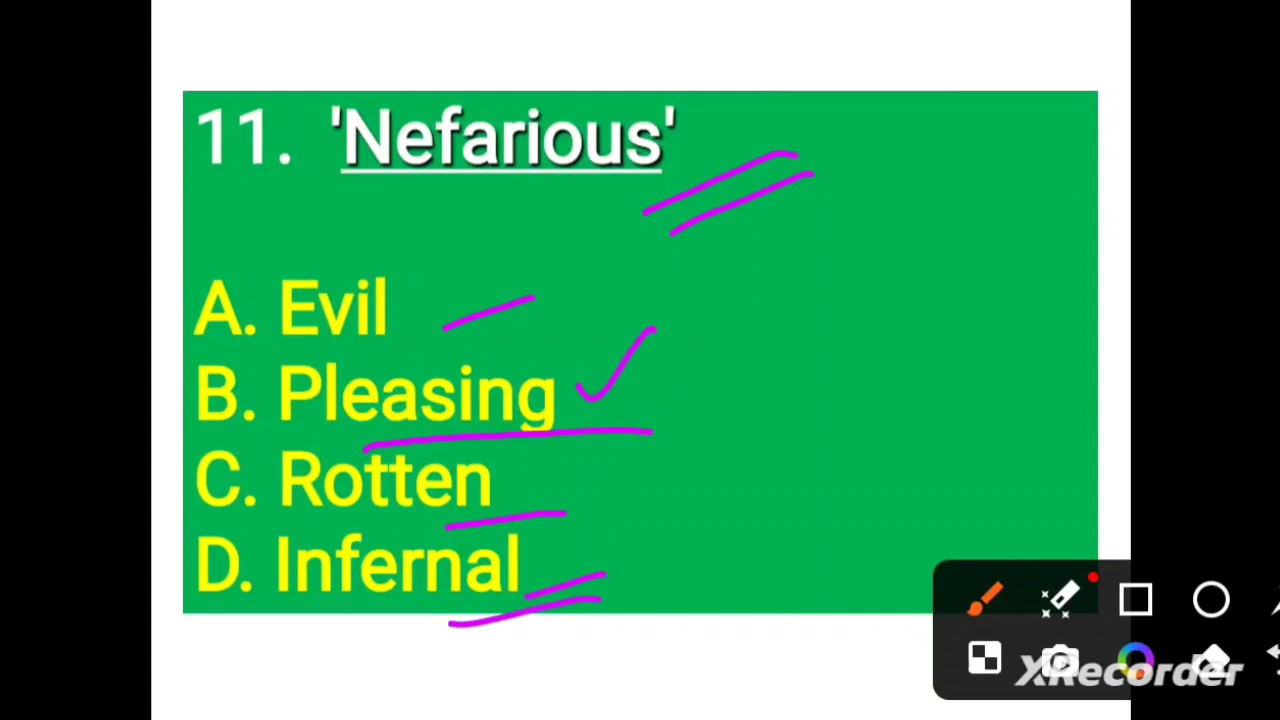 11. 'Nefarious'
A. Evil
B. Pleasing
C. Rotten
D. Infernal
XRecorder